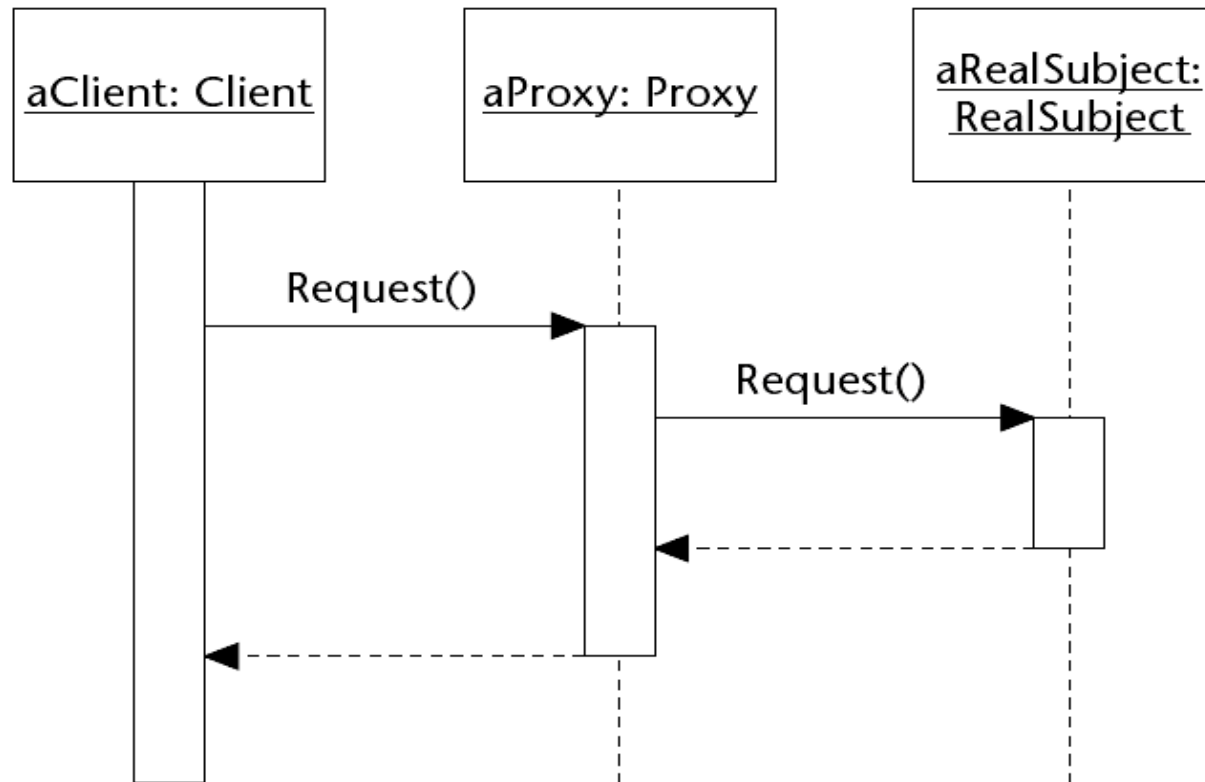 aClient: Client
aProxy: Proxy
aRealSubject:
RealSubject
Request()
Request()